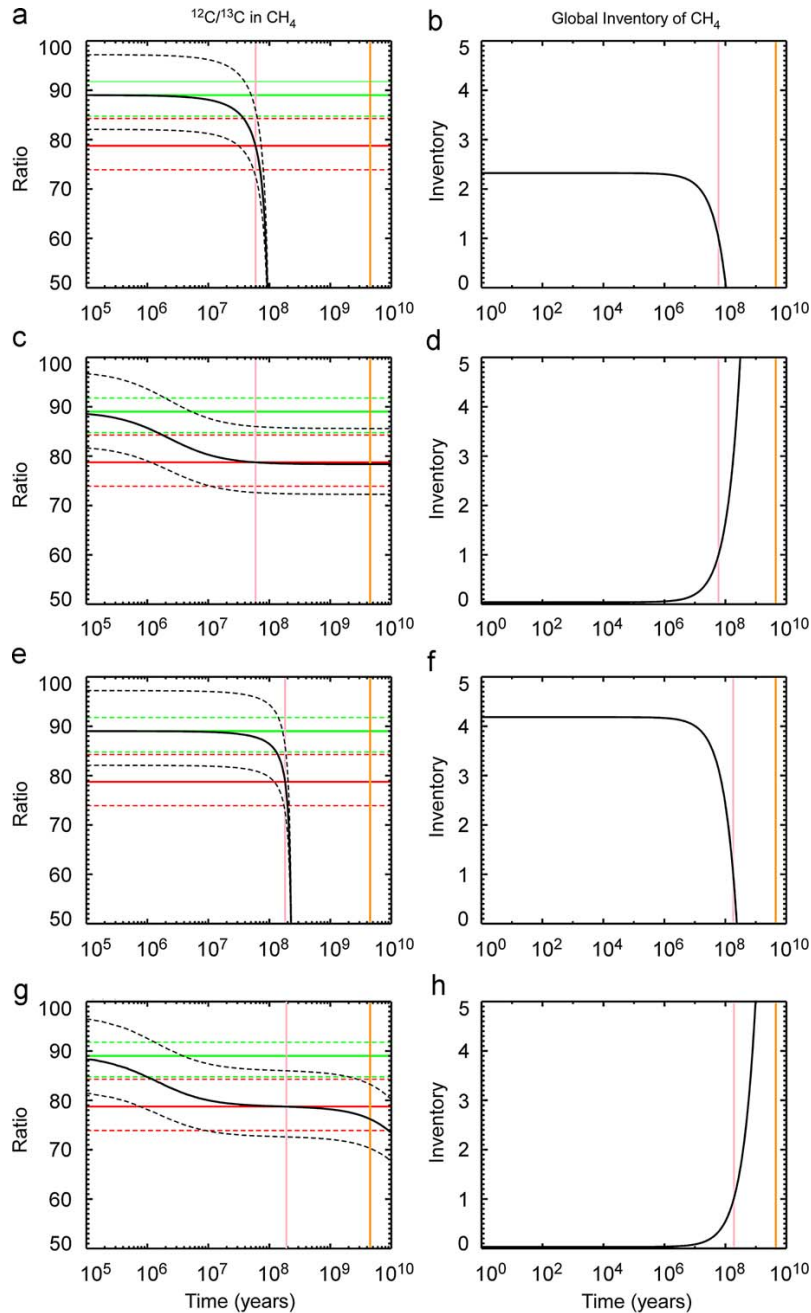 a
¹²C/¹³C in CH₄
b
Global Inventory of CH₄
100
90
80
70
60
50
Ratio
10⁵ 10⁶ 10⁷ 10⁸ 10⁹ 10¹⁰
5
4
3
2
1
0
Inventory
10⁰ 10² 10⁴ 10⁶ 10⁸ 10¹⁰
c
d
100
90
80
70
60
50
Ratio
10⁵ 10⁶ 10⁷ 10⁸ 10⁹ 10¹⁰
5
4
3
2
1
0
Inventory
10⁰ 10² 10⁴ 10⁶ 10⁸ 10¹⁰
e
f
100
90
80
70
60
50
Ratio
10⁵ 10⁶ 10⁷ 10⁸ 10⁹ 10¹⁰
5
4
3
2
1
0
Inventory
10⁰ 10² 10⁴ 10⁶ 10⁸ 10¹⁰
g
h
100
90
80
70
60
50
Ratio
10⁵ 10⁶ 10⁷ 10⁸ 10⁹ 10¹⁰
Time (years)
5
4
3
2
1
0
Inventory
10⁰ 10² 10⁴ 10⁶ 10⁸ 10¹⁰
Time (years)